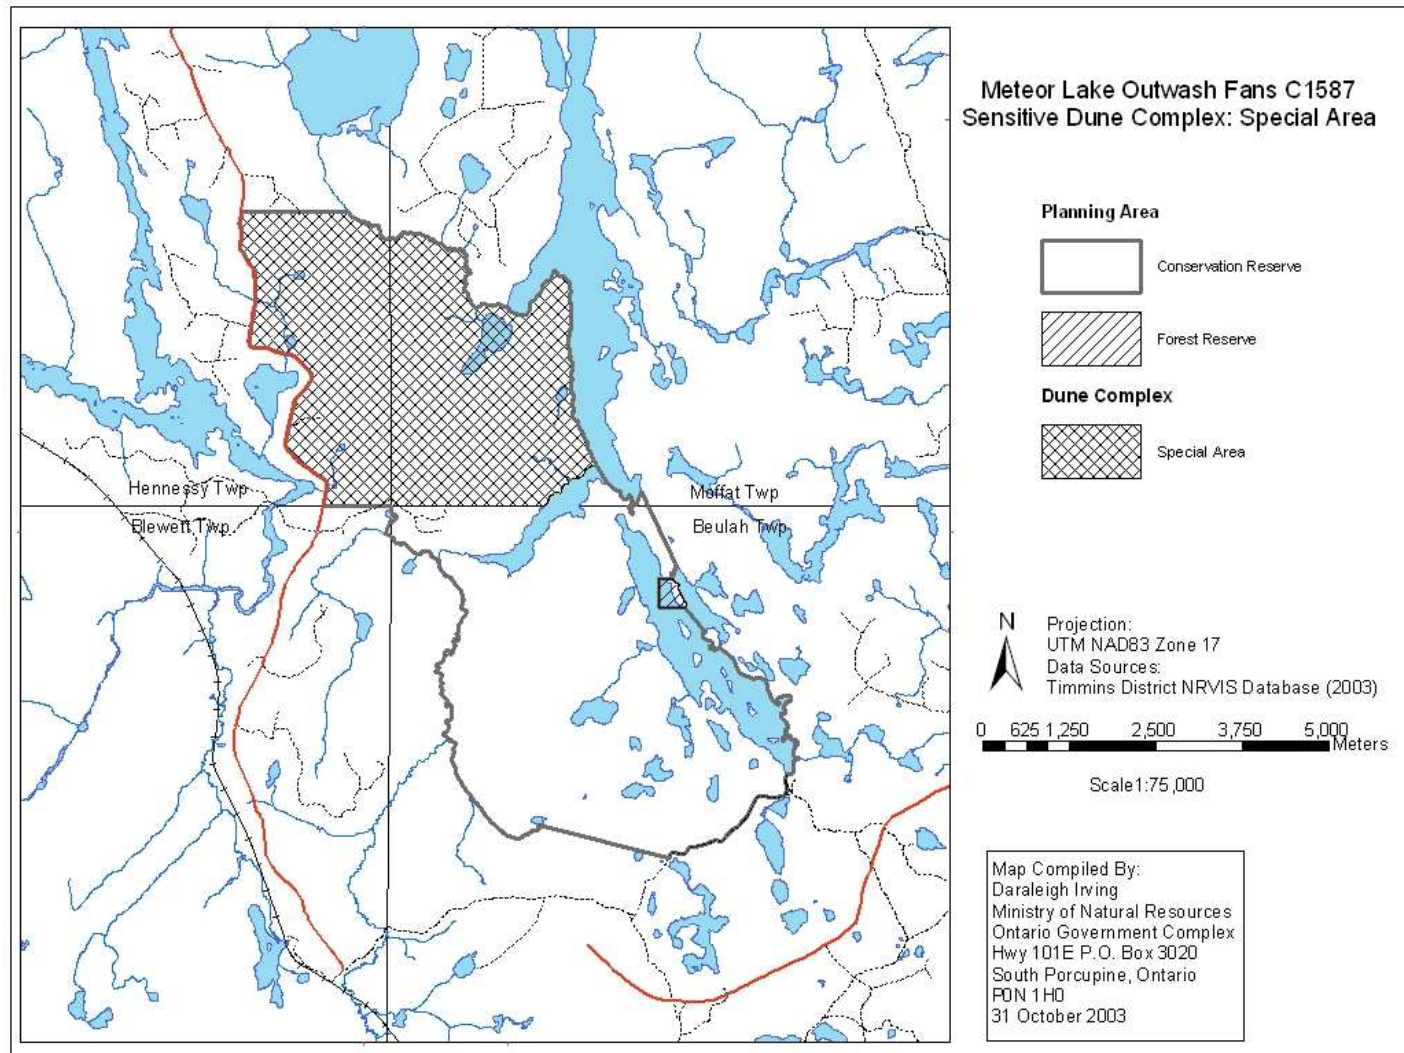 Meteor Lake Outwash Fans C1587
Sensitive Dune Complex: Special Area
Planning Area
Conservation Reserve
Forest Reserve
Dune Complex
Special Area
Hennessy Twp
Moffat Twp
Blewett Twp
Beulah Twp
N
Projection:
UTM NAD83 Zone 17
Data Sources:
Timmins District NRVIS Database (2003)
0 625 1,250 2,500 3,750 5,000
Meters
Scale1:75,000
Map Compiled By:
Daraleigh Irving
Ministry of Natural Resources
Ontario Government Complex
Hwy 101E P.O. Box 3020
South Porcupine, Ontario
P0N 1H0
31 October 2003